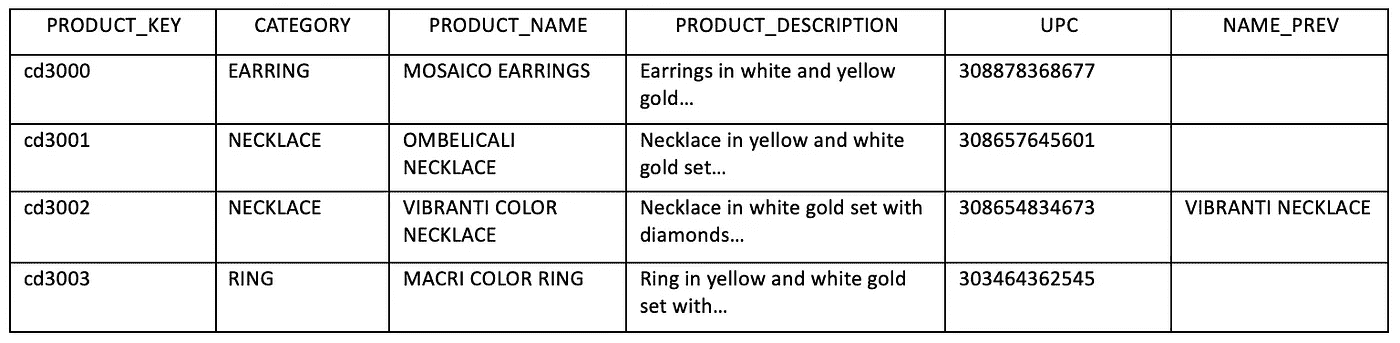 PRODUCT_KEY CATEGORY PRODUCT_NAME PRODUCT_DESCRIPTION UPC NAME_PREV
cd3000 EARRING MOSAICO EARRINGS Earrings in white and yellow 308878368677
gold…
cd3001 NECKLACE OMBELICALI Necklace in yellow and white 308657645601
NECKLACE gold set…
cd3002 NECKLACE VIBRANTI COLOR Necklace in white gold set with 308654834673 VIBRANTI NECKLACE
NECKLACE diamonds…
cd3003 RING MACRI COLOR RING Ring in yellow and white gold 303464362545
set with…